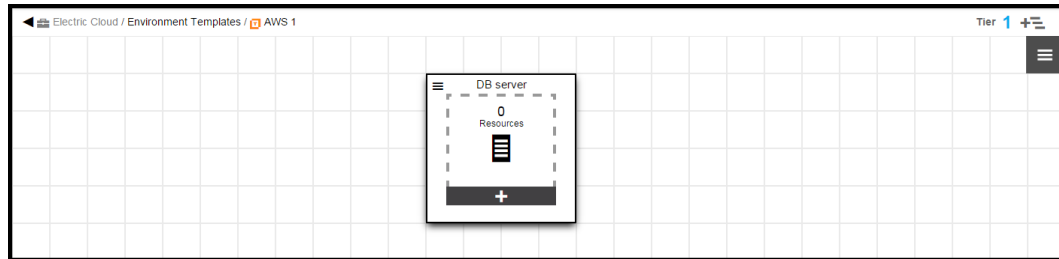 Electric Cloud / Environment Templates / AWS 1
Tier 1
DB server
0
Resources